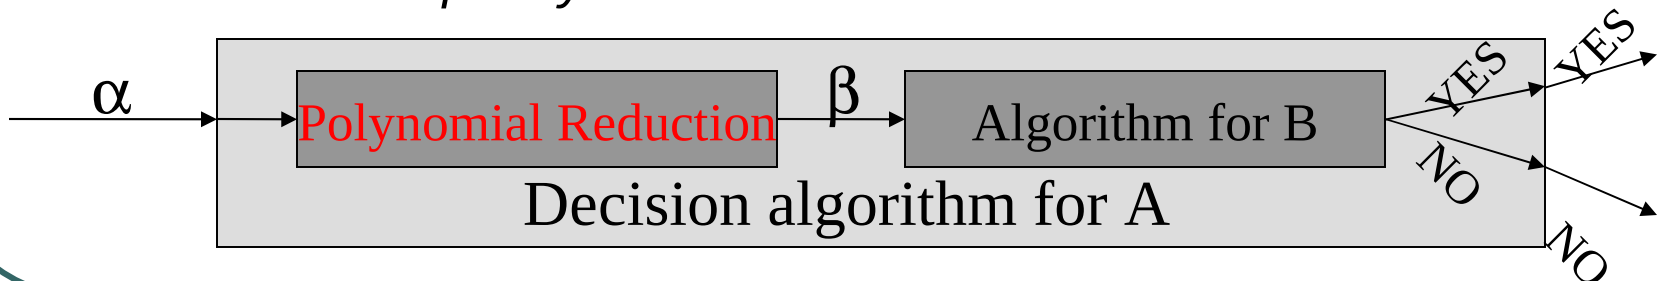 α
Polynomial Reduction
β
Algorithm for B
YES
YES
NO
NO
Decision algorithm for A